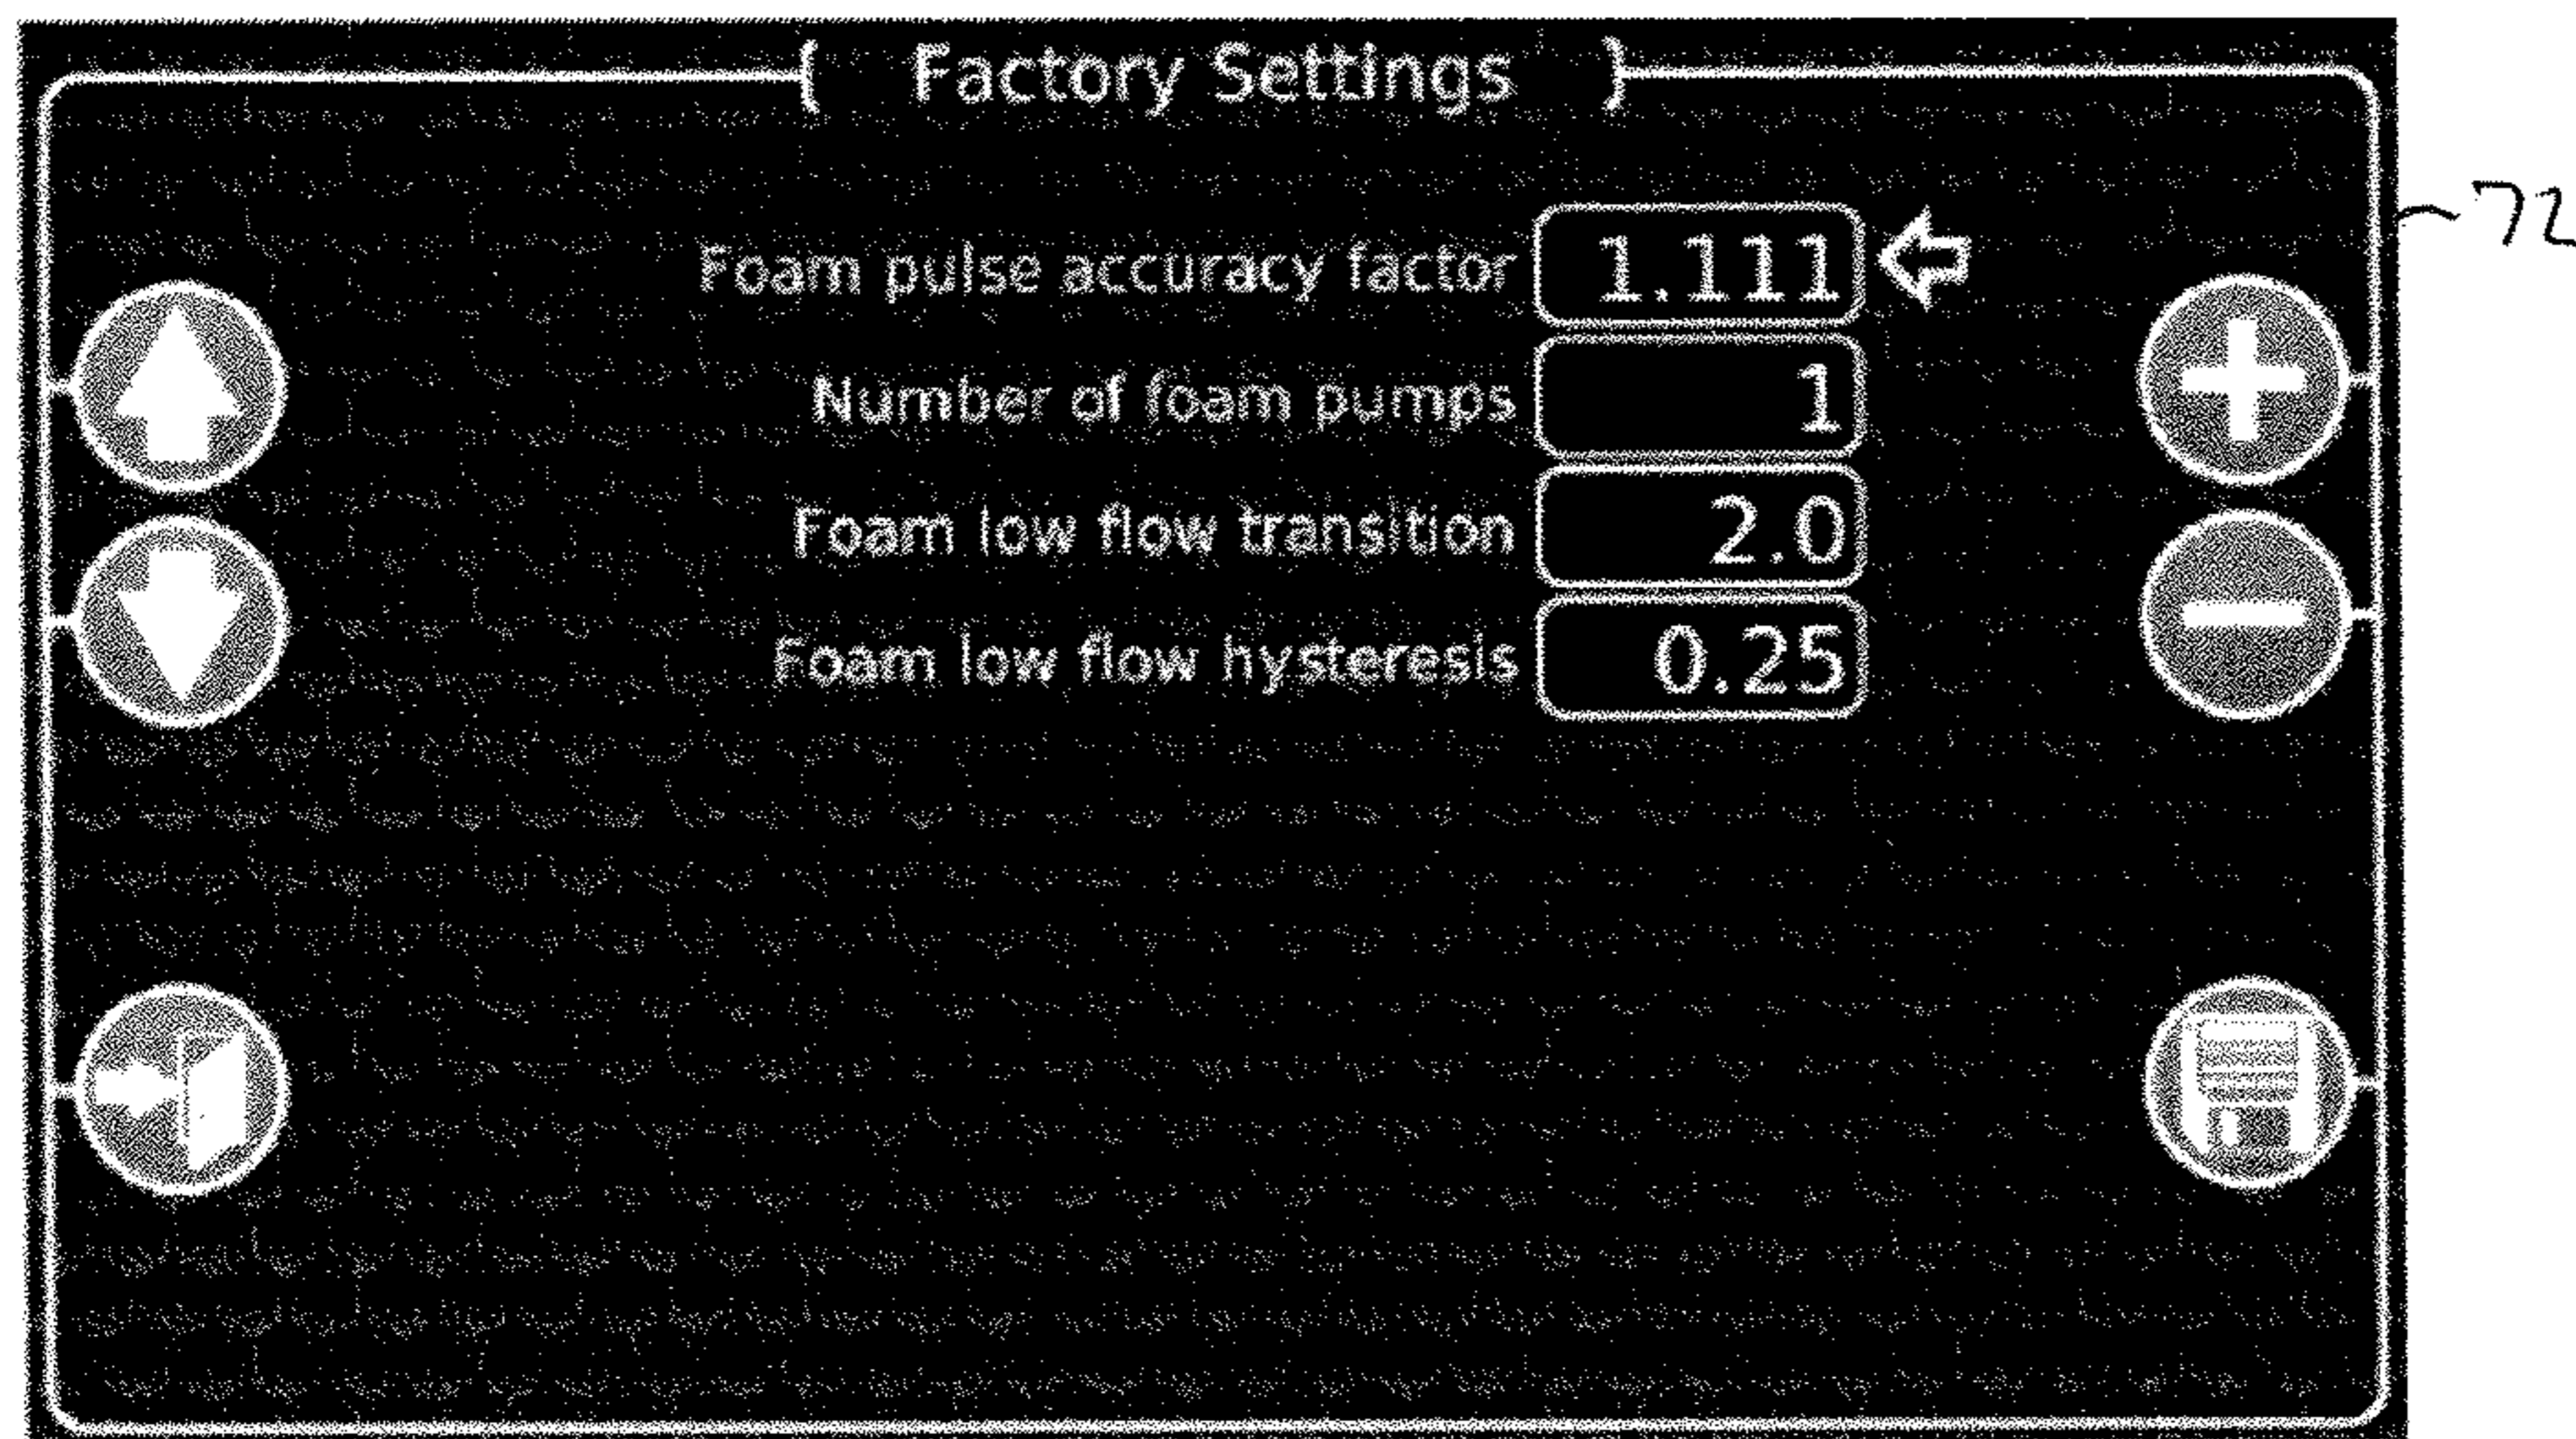 Factory Settings
72
Foam pulse accuracy factor 1.111
Number of foam pumps 1
Foam low flow transition 2.0
Foam low flow hysteresis 0.25